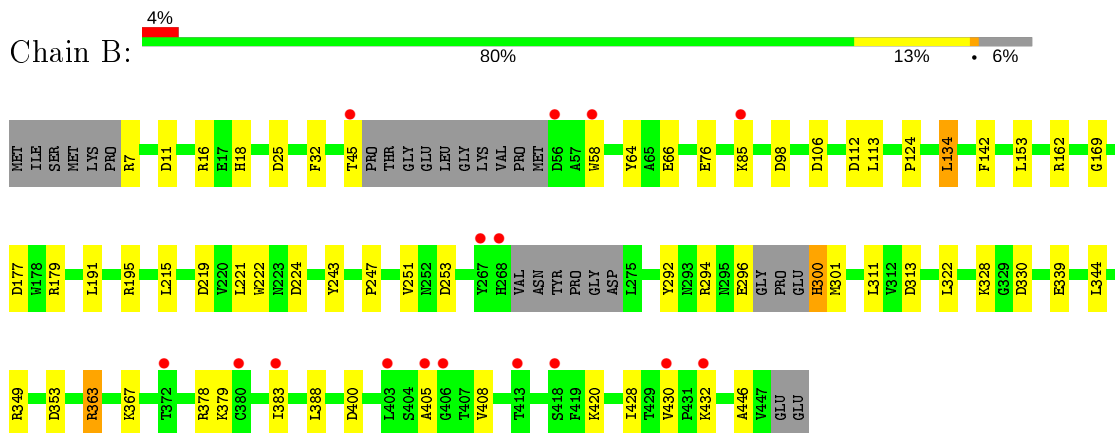 4%
Chain B:
80% 13% • 6%
MET ILE SER MET LYS PRO R7 D11 R16 E17 H18 D25 F32 T45 PRO THR GLY GLU LEU GLY LYS VAL PRO MET D56 A57 W58 Y64 A65 E66 E76 K85 D98 D106 D112 L113 P124 L134 F142 L153 R162 G169
D177 W178 R179 L191 R195 L215 D219 V220 L221 W222 N223 D224 Y243 P247 V251 N252 D253 Y267 H268 VAL ASN TYR PRO GLY ASP L275 Y292 N293 R294 N295 E296 GLY PRO GLU H300 M301 L311 V312 D313 L322 K328 G329 D330 E339 L344
R349 D353 R363 K367 T372 R378 K379 C380 I383 L388 D400 L403 S404 A405 G406 T407 V408 T413 S418 F419 K420 I428 T429 V430 P431 K432 A446 V447 GLU GLU